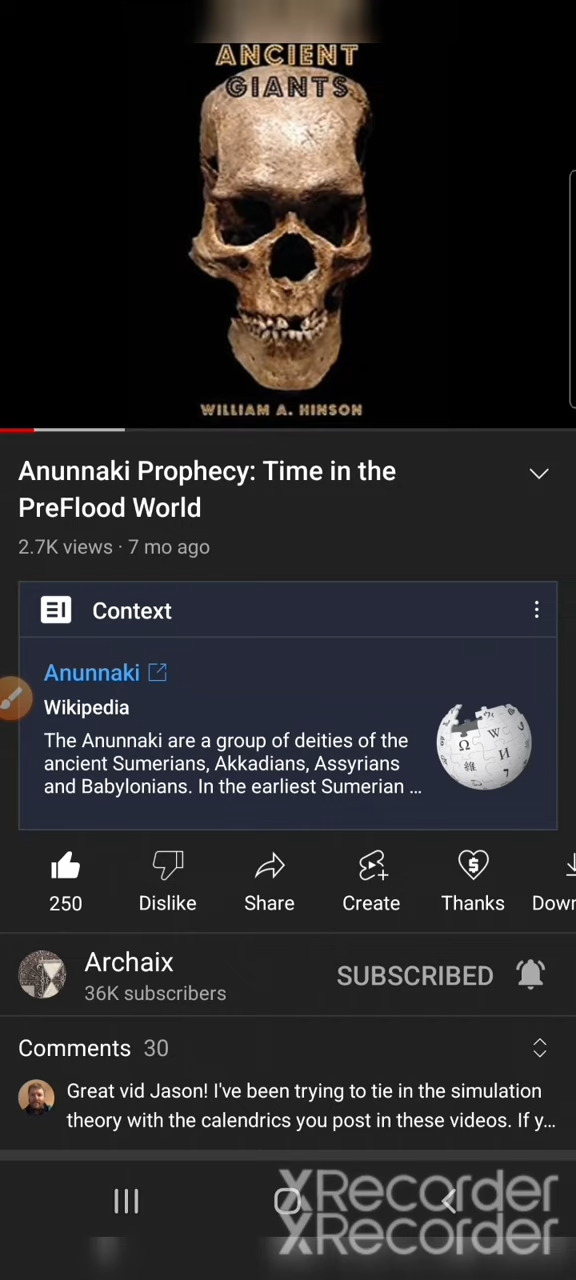 ANCIENT
GIANTS
WILLIAM A. HINSON
Anunnaki Prophecy: Time in the
PreFlood World
2.7K views · 7 mo ago
Context
Anunnaki
Wikipedia
The Anunnaki are a group of deities of the
ancient Sumerians, Akkadians, Assyrians
and Babylonians. In the earliest Sumerian ...
250 Dislike Share Create Thanks Down
Archaix
36K subscribers
SUBSCRIBED
Comments 30
Great vid Jason! I've been trying to tie in the simulation
theory with the calendrics you post in these videos. If y...
XRecorder
XRecorder